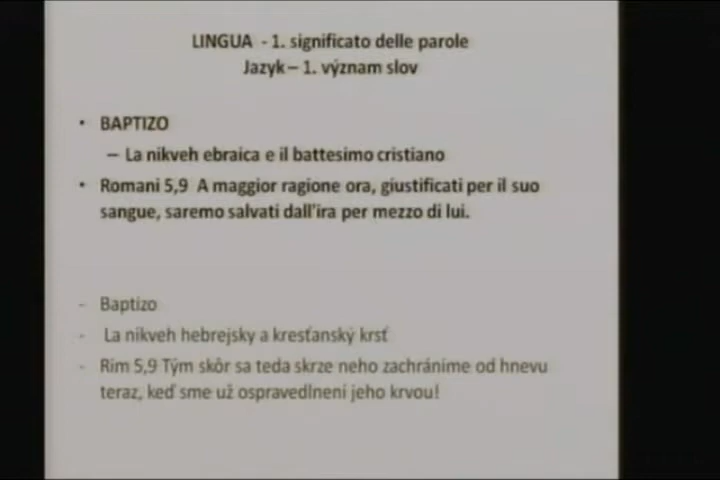 LINGUA - 1. significato delle parole
Jazyk – 1. význam slov
• BAPTIZO
– La nikveh ebraica e il battesimo cristiano
• Romani 5,9 A maggior ragione ora, giustificati per il suo
sangue, saremo salvati dall'ira per mezzo di lui.
- Baptizo
- La nikveh hebrejsky a kresťanský krsť
- Rim 5,9 Tým skôr sa teda skrze neho zachránime od hnevu
teraz, keď sme už ospravedlnení jeho krvou!